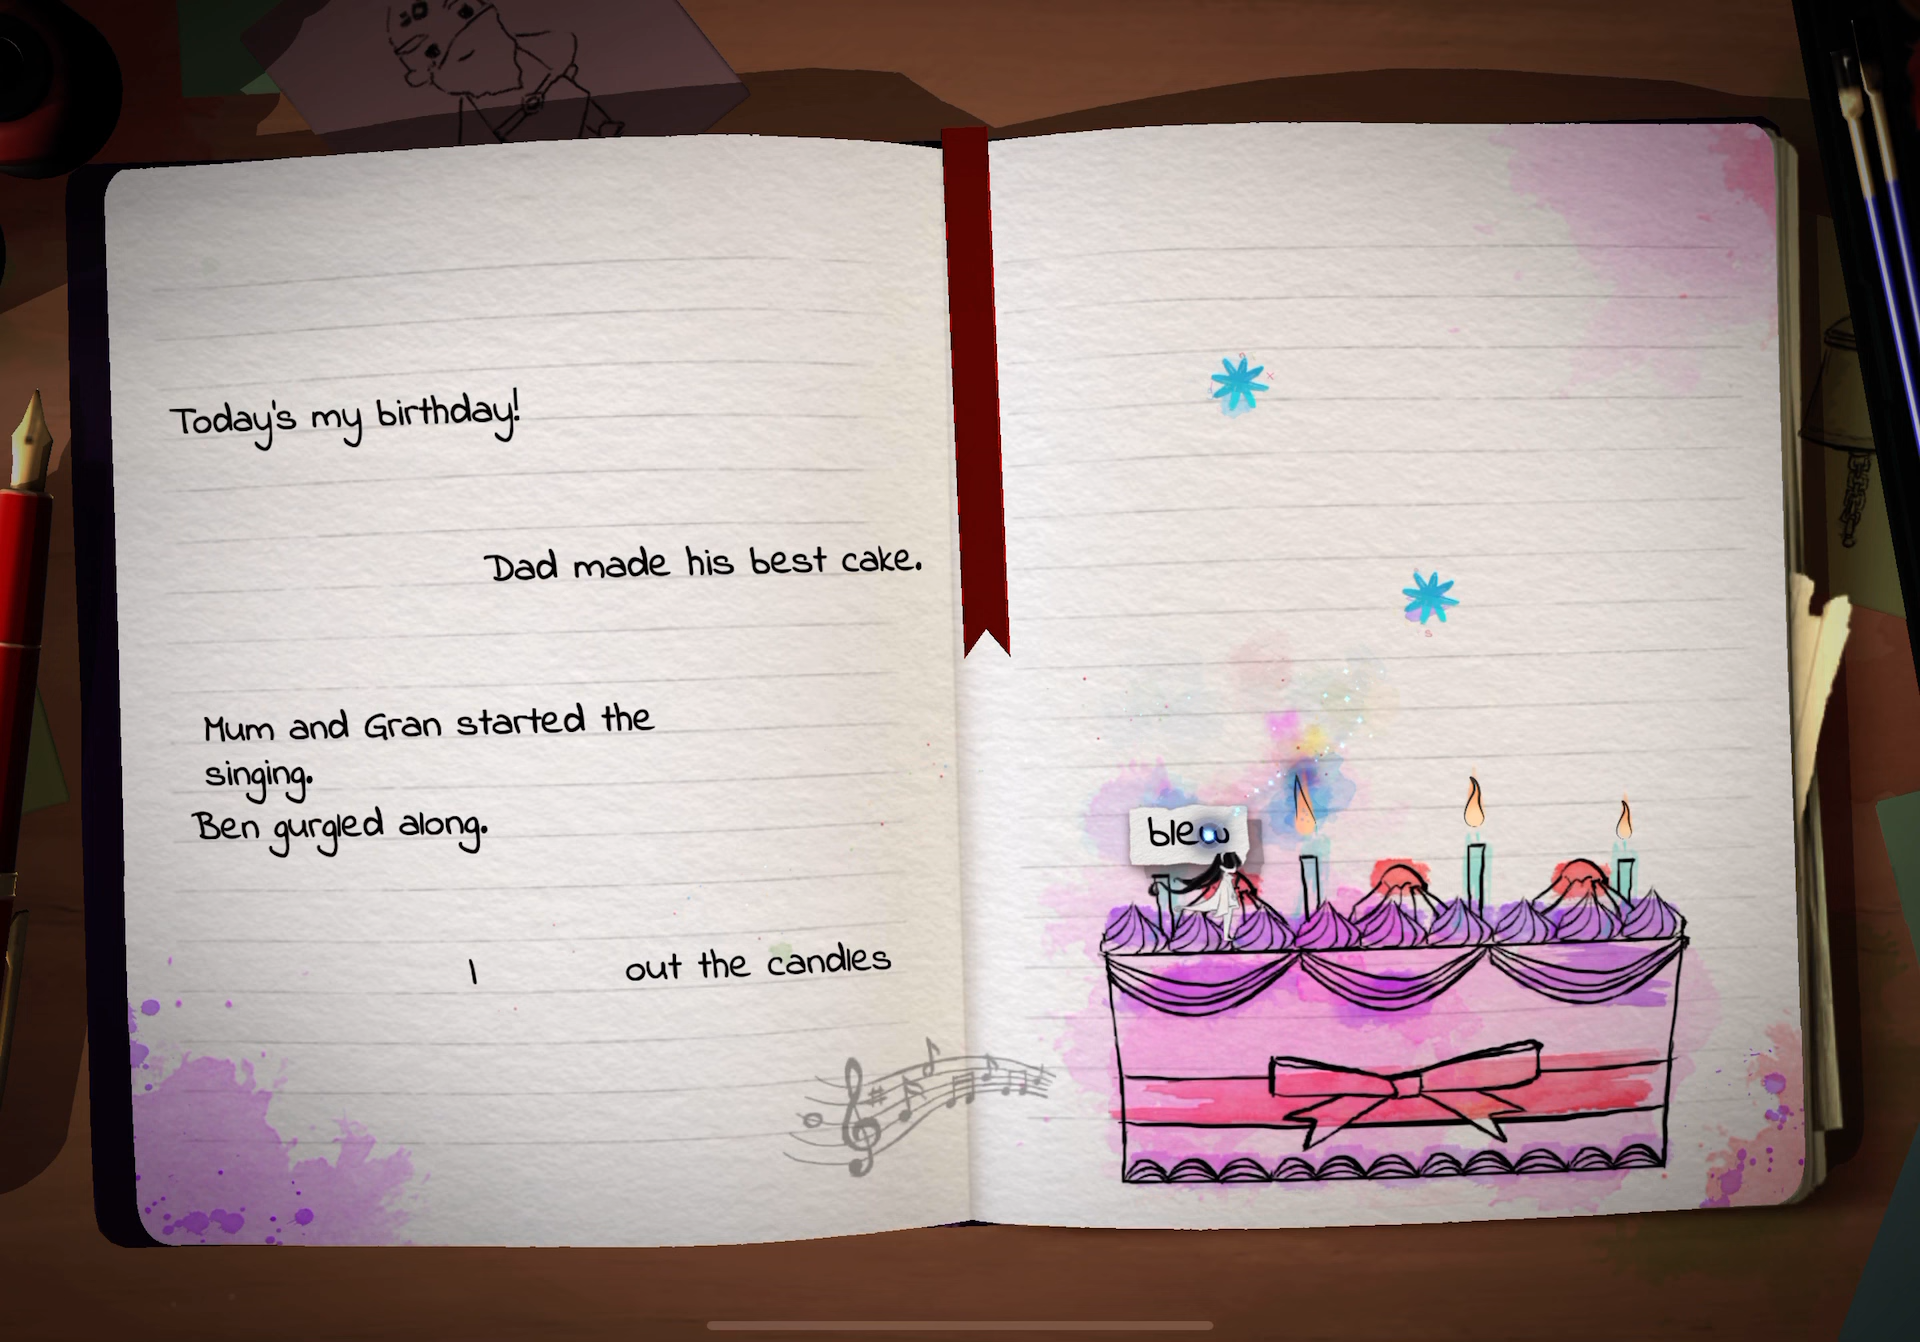 Today's my birthday!
Dad made his best cake.
Mum and Gran started the
singing.
Ben gurgled along.
I out the candles
blew